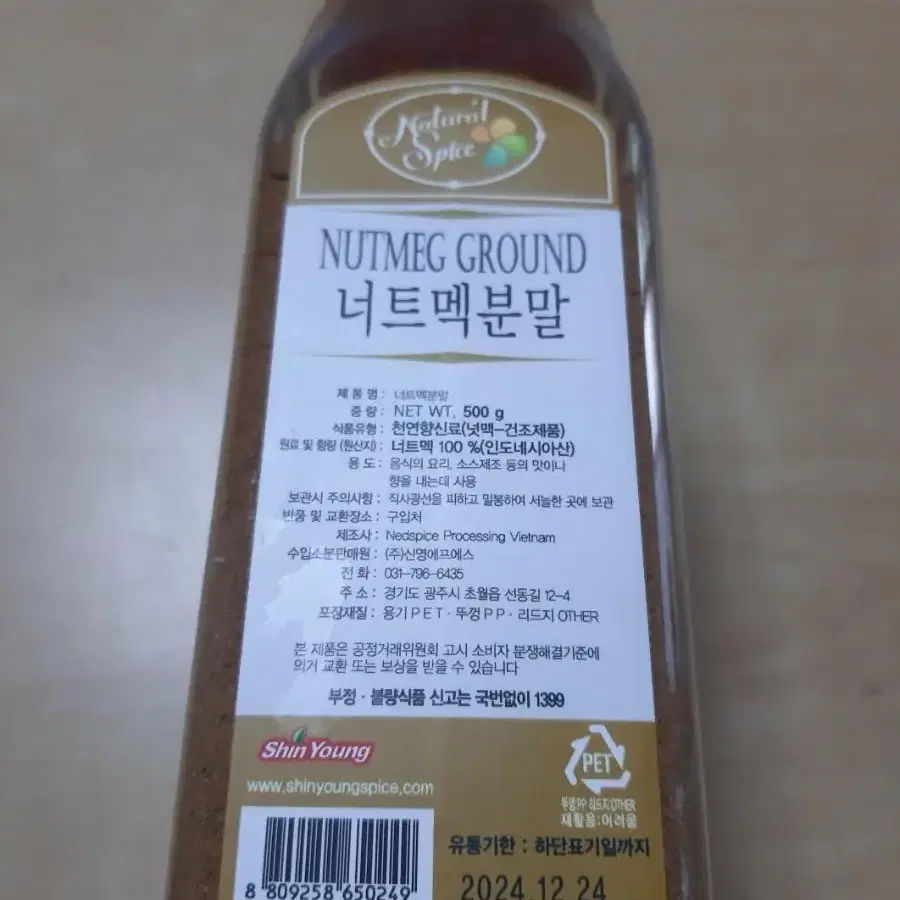 Natural
Spice
NUTMEG GROUND
너트멕분말
제 품 명 : 너트멕분말
중 량 : NET WT. 500 g
식품유형 : 천연향신료(넛맥-건조제품)
원료 및 함량 (원산지) : 너트멕 100 %(인도네시아산)
용 도 : 음식의 요리, 소스제조 등의 맛이나
향을 내는데 사용
보관시 주의사항 : 직사광선을 피하고 밀봉하여 서늘한 곳에 보관
반품 및 교환장소 : 구입처
제조사 : Nedspice Processing Vietnam
수입소분판매원 : (주)신영에프에스
전 화 : 031-796-6435
주 소 : 경기도 광주시 초월읍 선동길 12-4
포장재질 : 용기 P E T · 뚜껑 P P · 리드지 OTHER
본 제품은 공정거래위원회 고시 소비자 분쟁해결기준에
의거 교환 또는 보상을 받을 수 있습니다
부정 · 불량식품 신고는 국번없이 1399
Shin Young
www.shinyoungspice.com
PET
뚜껑:PP 리드지:OTHER
재활용:어려움
유통기한 : 하단표기일까지
8 809258 650249
2024.12.24